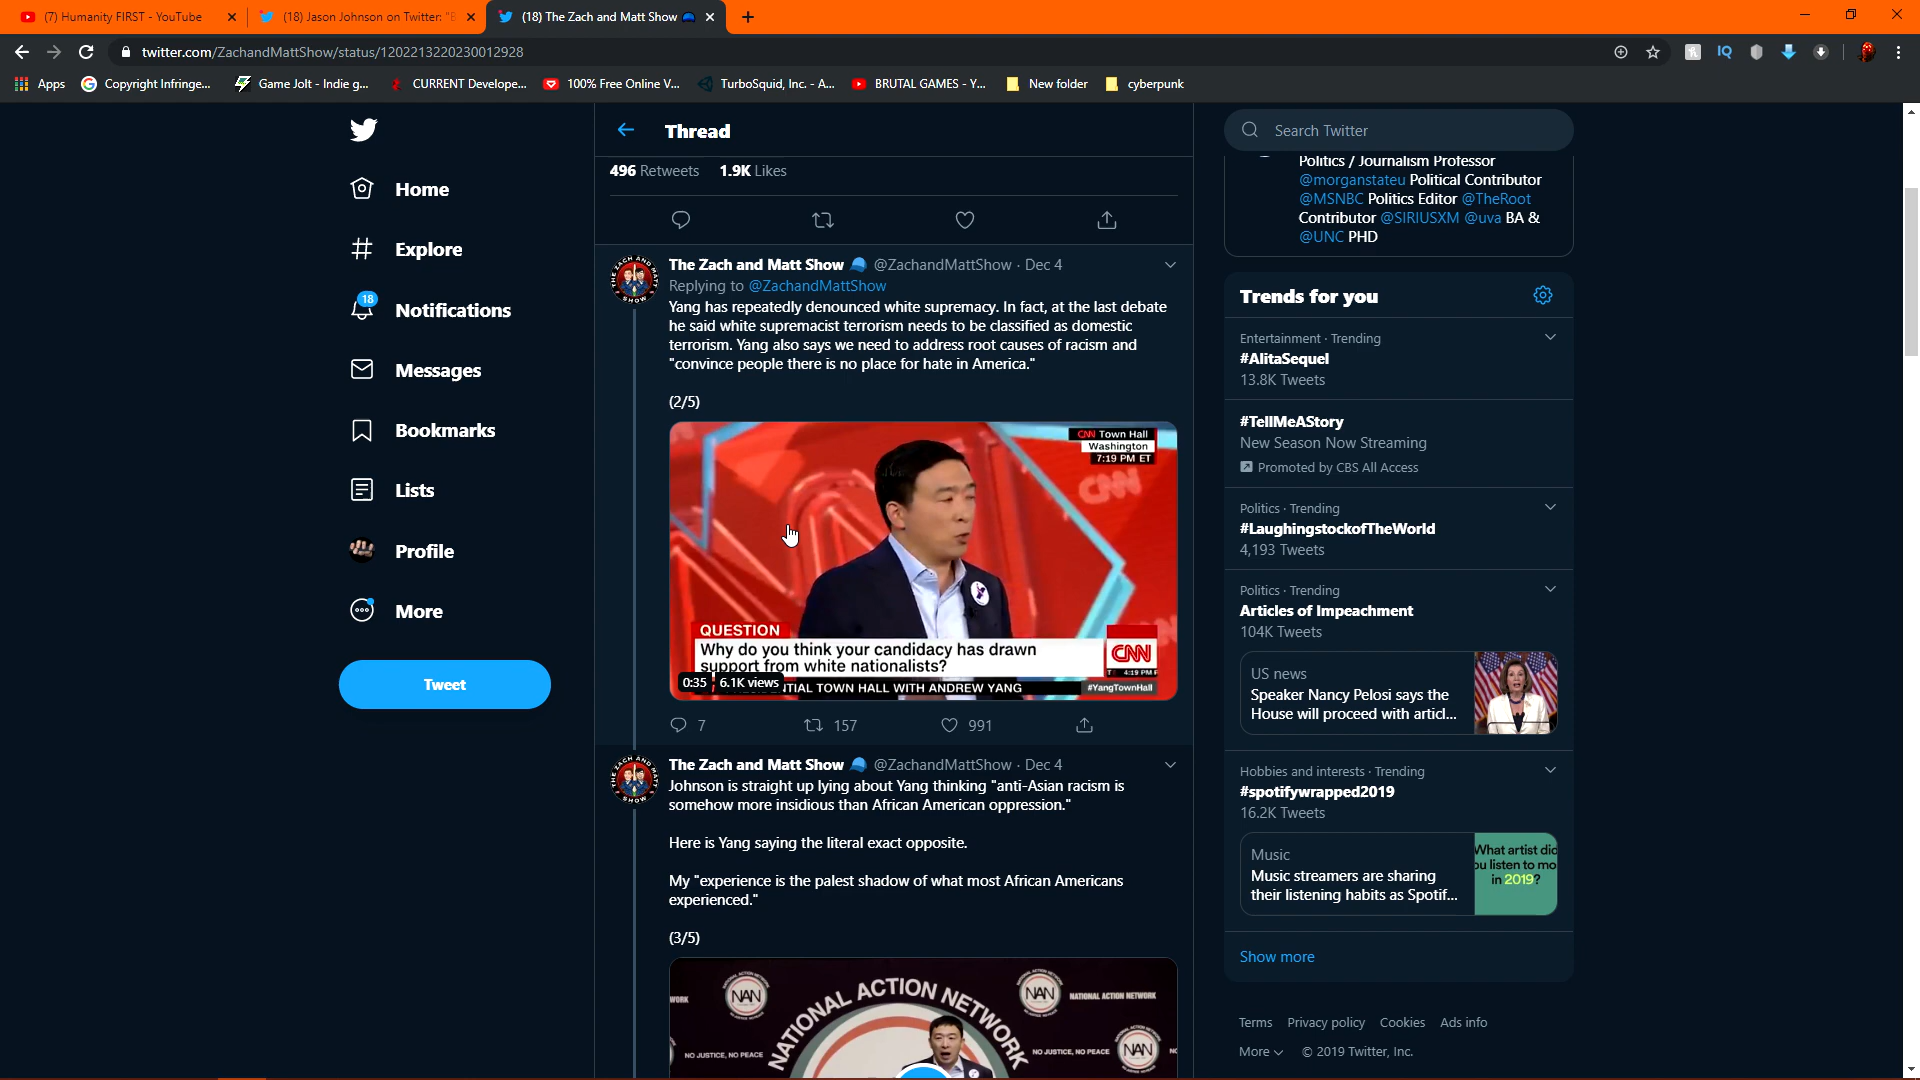 (7) Humanity FIRST - YouTube
(18) Jason Johnson on Twitter: "B
(18) The Zach and Matt Show
twitter.com/ZachandMattShow/status/1202213220230012928
Apps
Copyright Infringe...
Game Jolt - Indie g...
CURRENT Develope...
100% Free Online V...
TurboSquid, Inc. - A...
BRUTAL GAMES - Y...
New folder
cyberpunk
Home
Explore
18
Notifications
Messages
Bookmarks
Lists
Profile
More
Tweet
Thread
496 Retweets 1.9K Likes
The Zach and Matt Show @ZachandMattShow · Dec 4
Replying to @ZachandMattShow
Yang has repeatedly denounced white supremacy. In fact, at the last debate
he said white supremacist terrorism needs to be classified as domestic
terrorism. Yang also says we need to address root causes of racism and
"convince people there is no place for hate in America."
(2/5)
CNN Town Hall
Washington
7:19 PM ET
CNN
QUESTION
Why do you think your candidacy has drawn
support from white nationalists?
CNN
4:19 PM
0:35 6.1K views
TIAL TOWN HALL WITH ANDREW YANG
#YangTownHall
7 157 991
The Zach and Matt Show @ZachandMattShow · Dec 4
Johnson is straight up lying about Yang thinking "anti-Asian racism is
somehow more insidious than African American oppression."
Here is Yang saying the literal exact opposite.
My "experience is the palest shadow of what most African Americans
experienced."
(3/5)
NATIONAL ACTION NETWORK
NAN
NAN
NATIONAL ACTION NETWORK
NO JUSTICE, NO PEACE
NO JUSTICE, NO PEACE
NAN
Search Twitter
Politics / Journalism Professor
@morganstateu Political Contributor
@MSNBC Politics Editor @TheRoot
Contributor @SIRIUSXM @uva BA &
@UNC PHD
Trends for you
Entertainment · Trending
#AlitaSequel
13.8K Tweets
#TellMeAStory
New Season Now Streaming
Promoted by CBS All Access
Politics · Trending
#LaughingstockofTheWorld
4,193 Tweets
Politics · Trending
Articles of Impeachment
104K Tweets
US news
Speaker Nancy Pelosi says the
House will proceed with articl...
Hobbies and interests · Trending
#spotifywrapped2019
16.2K Tweets
Music
Music streamers are sharing
their listening habits as Spotif...
What artist did
ou listen to mo
in 2019?
Show more
Terms Privacy policy Cookies Ads info
More © 2019 Twitter, Inc.